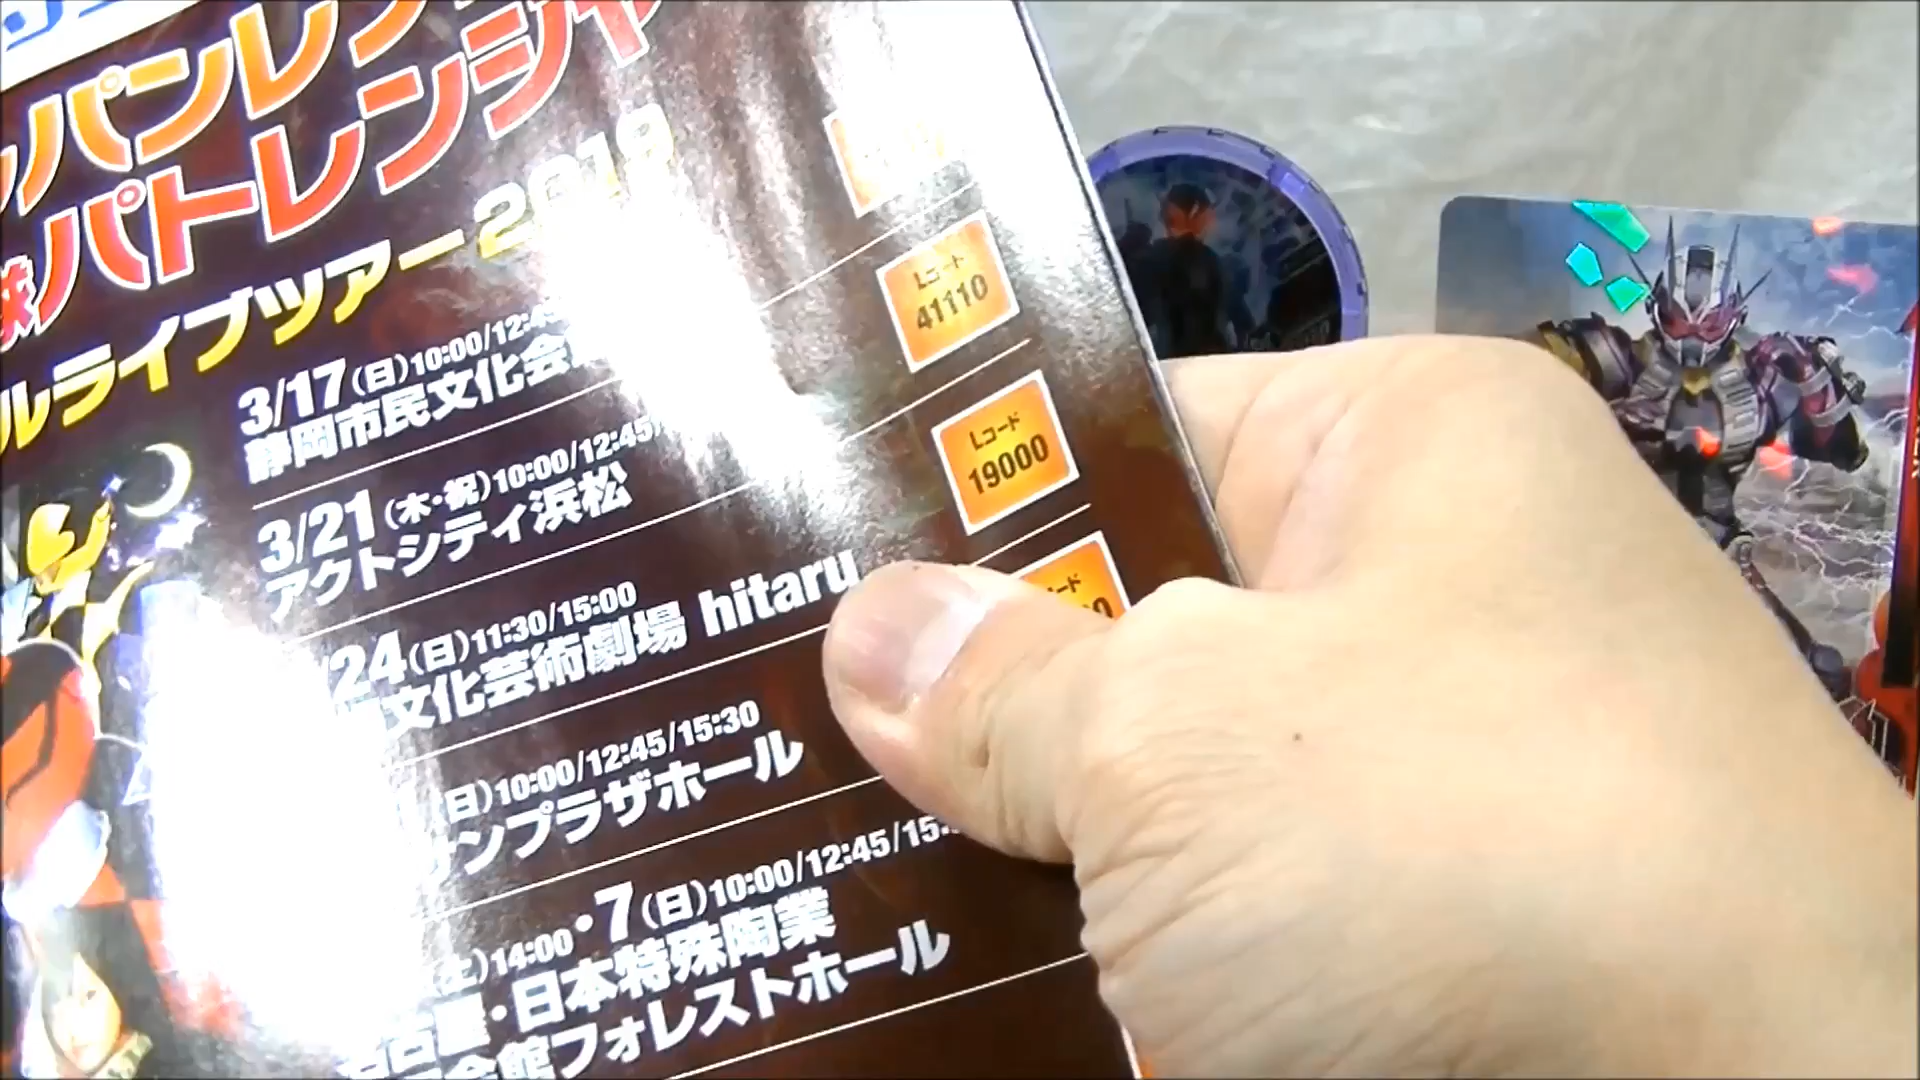 パンレン
パトレンジャ
ルライブツアー2019
3/17(日)10:00/12:45
静岡市民文化会
Lコード
41110
3/21(木・祝)10:00/12:45/
アクトシティ浜松
Lコード
19000
24(日)11:30/15:00
文化芸術劇場 hitaru
(日)10:00/12:45/15:30
ンプラザホール
14:00・7(日)10:00/12:45/15:
古屋・日本特殊陶業
会館フォレストホール